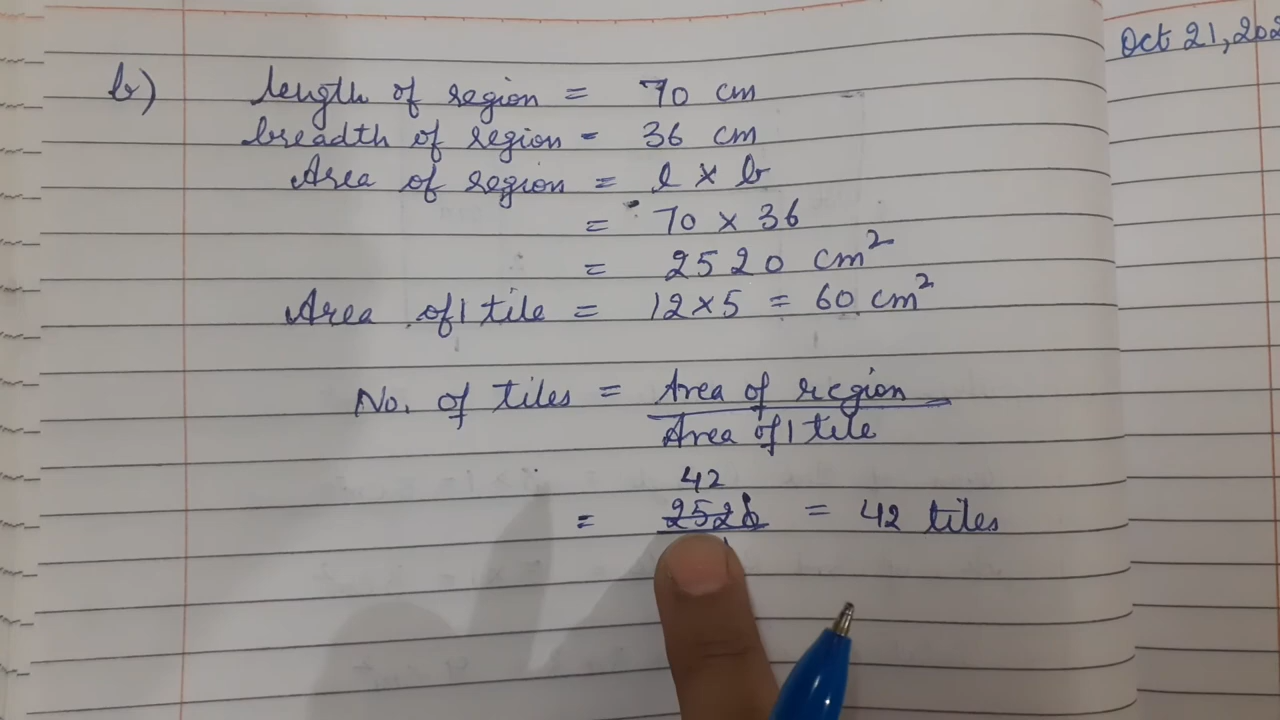 Oct 21, 202
b) length of region = 70 cm
breadth of region = 36 cm
Area of region = l × b
= 70 × 36
= 2520 cm²
Area of 1 tile = 12×5 = 60 cm²
No. of tiles = Area of region
Area of 1 tile
42
= 2520 = 42 tiles